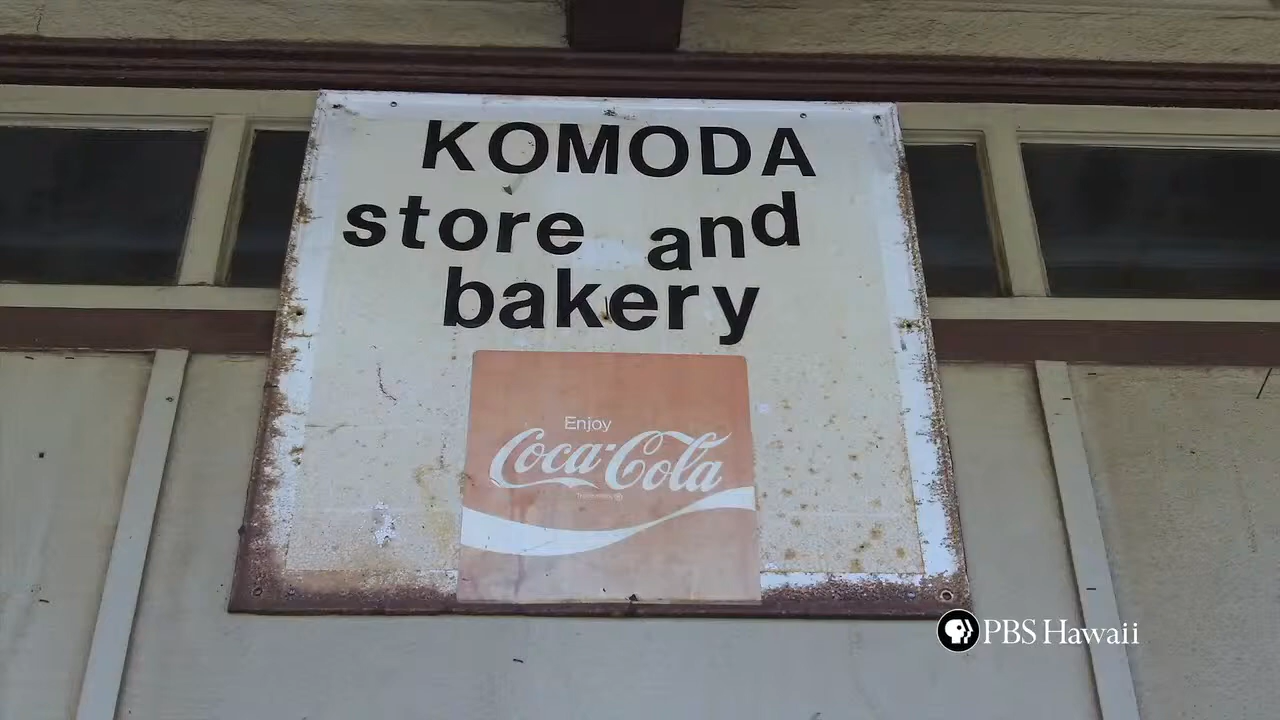 KOMODA
store and
bakery
Enjoy
Coca-Cola
PBS Hawaii